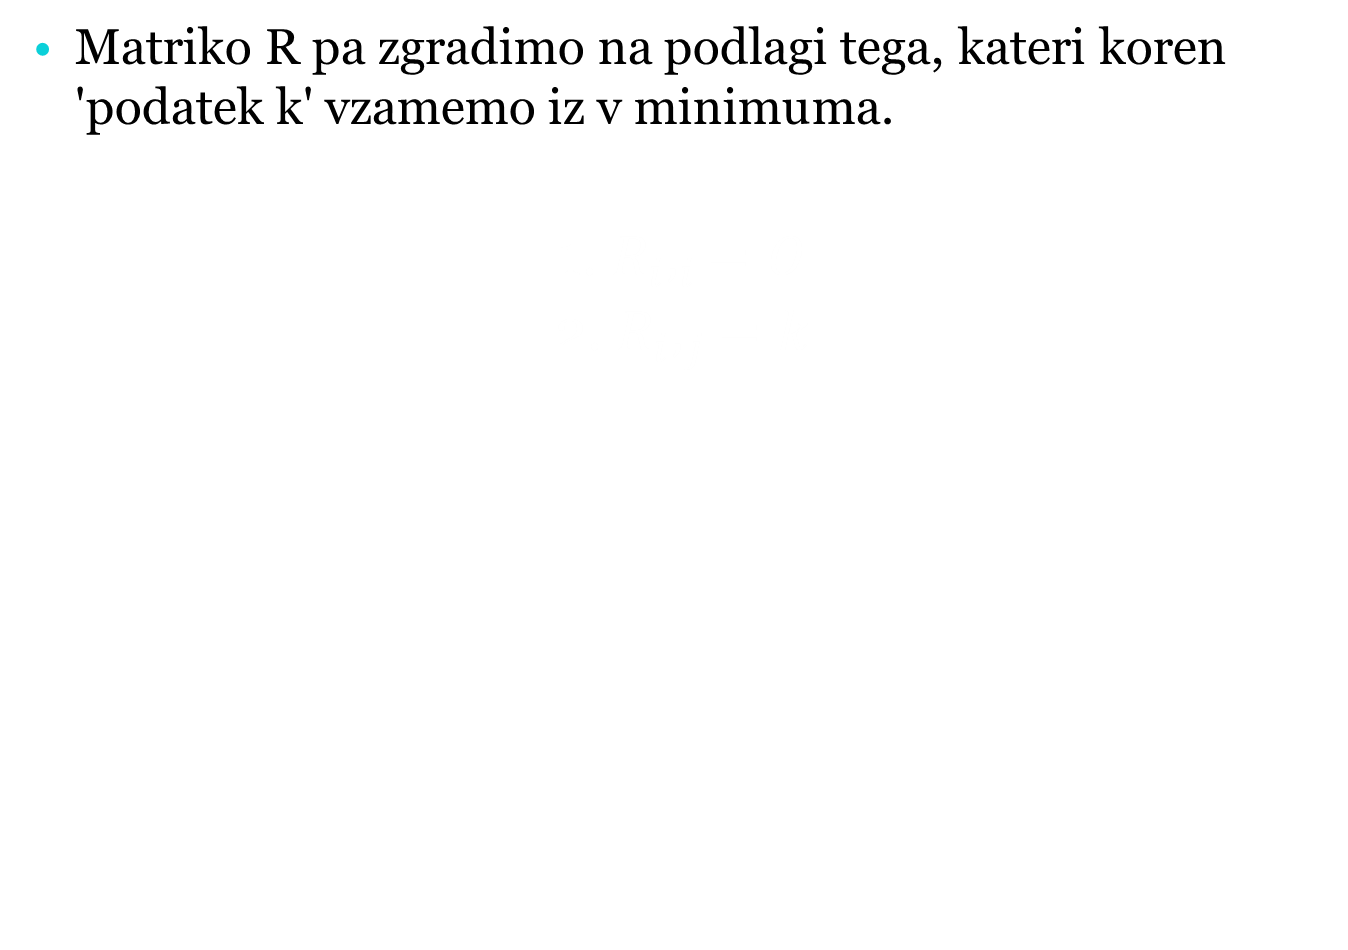 • Matriko R pa zgradimo na podlagi tega, kateri koren
'podatek k' vzamemo iz v minimuma.